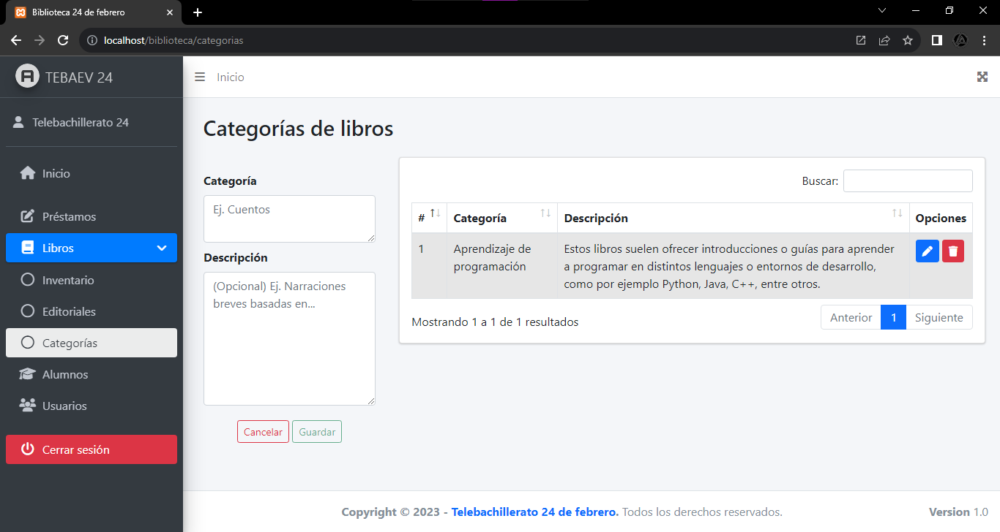 Biblioteca 24 de febrero
localhost/biblioteca/categorias
TEBAEV 24
Inicio
Telebachillerato 24
Inicio
Préstamos
Libros
Inventario
Editoriales
Categorías
Alumnos
Usuarios
Cerrar sesión
Categorías de libros
Categoría
Ej. Cuentos
Descripción
(Opcional) Ej. Narraciones
breves basadas en...
Cancelar Guardar
Buscar:
# Categoría Descripción Opciones
1 Aprendizaje de programación Estos libros suelen ofrecer introducciones o guías para aprender
a programar en distintos lenguajes o entornos de desarrollo,
como por ejemplo Python, Java, C++, entre otros.
Mostrando 1 a 1 de 1 resultados
Anterior 1 Siguiente
Copyright © 2023 - Telebachillerato 24 de febrero. Todos los derechos reservados.
Version 1.0